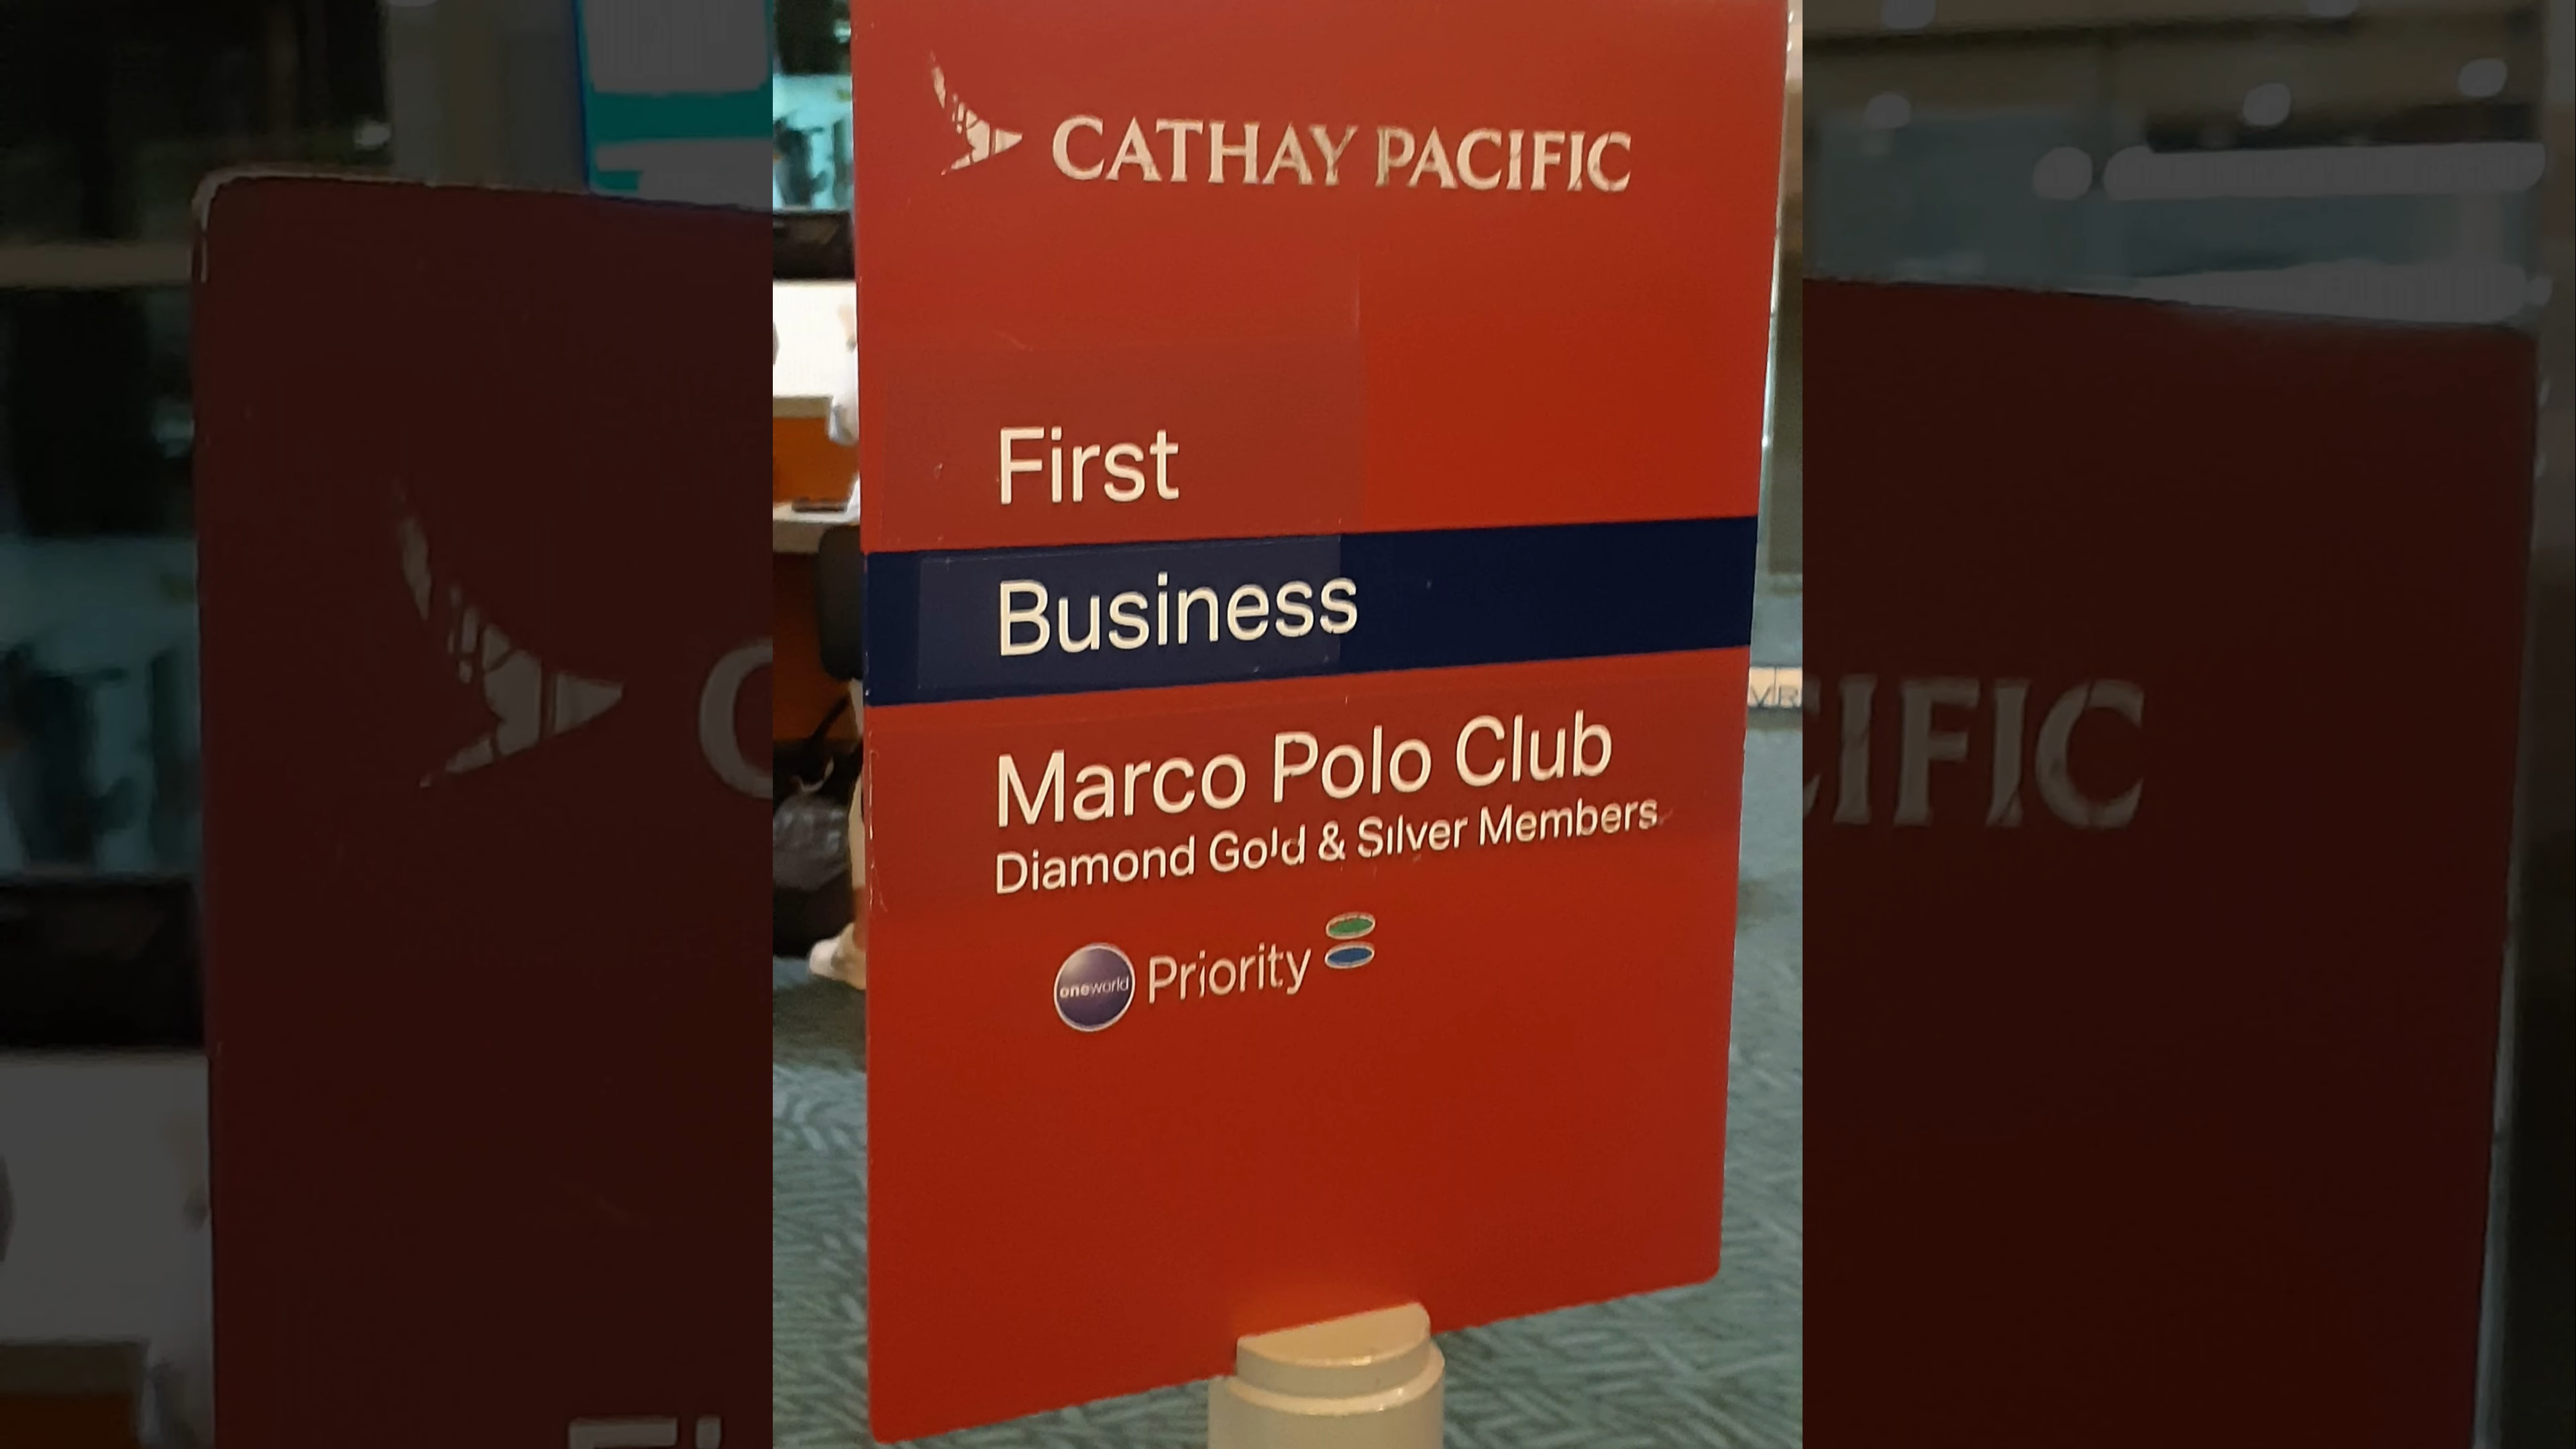 CATHAY PACIFIC
First
Business
Marco Polo Club
Diamond Gold & Silver Members
oneworld Priority